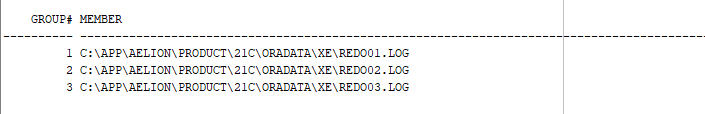 GROUP# MEMBER
---------- --------------------------------------------------------------------------------
1 C:\APP\AELION\PRODUCT\21C\ORADATA\XE\REDO01.LOG
2 C:\APP\AELION\PRODUCT\21C\ORADATA\XE\REDO02.LOG
3 C:\APP\AELION\PRODUCT\21C\ORADATA\XE\REDO03.LOG